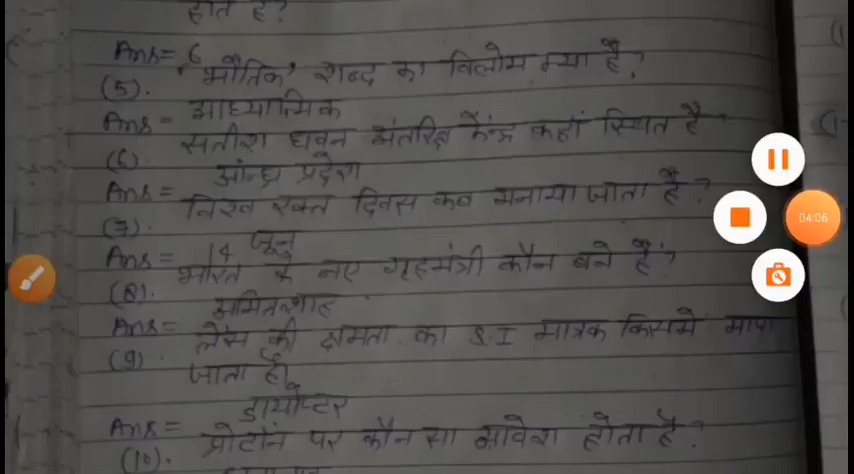 होते है?
Ans= 6
(5). 'भौतिक' शब्द का विलोम क्या है?
Ans= आध्यात्मिक
(6) सतीश धवन अंतरिक्ष केंन्द्र कहां स्थित है
Ans= आंन्ध्र प्रदेश
(7). विश्व रक्त दिवस कब मनाया जाता है?
Ans= 14 जून
(8). भारत के नए गृहमंत्री कौन बने हैं?
Ans= अमितशाह
(9) लेंस की क्षमता का S.I मात्रक किसमें मापा
जाता है।
Ans= डायोप्टर
(10). प्रोटॉन पर कौन सा आवेश होता है?
04:06